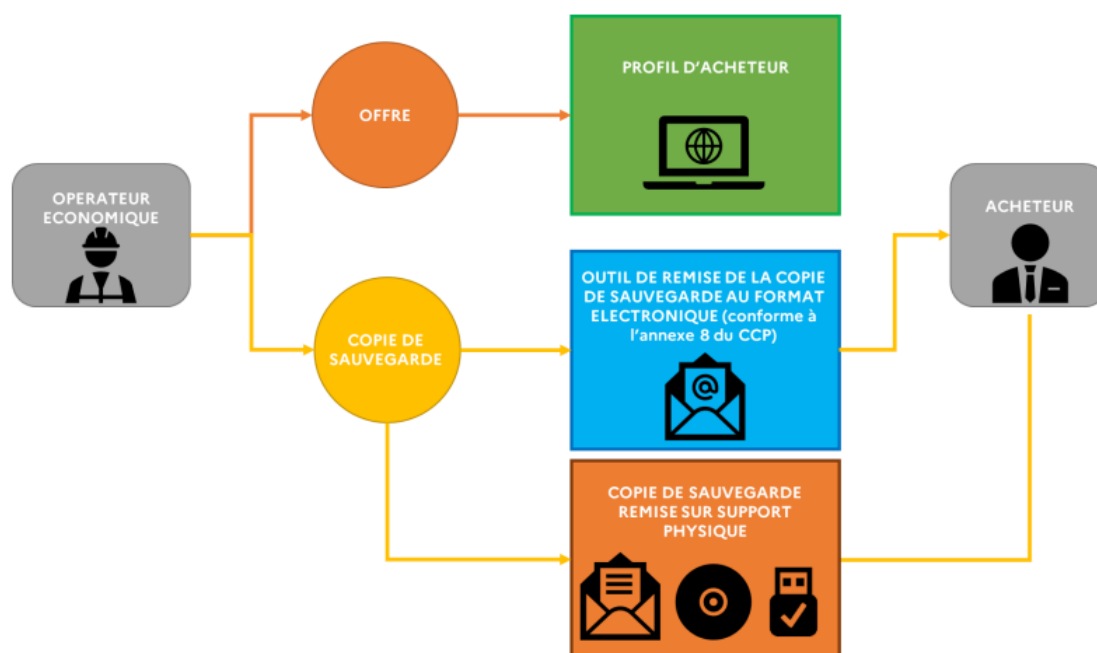 PROFIL D'ACHETEUR
OFFRE
OPERATEUR
ECONOMIQUE
ACHETEUR
OUTIL DE REMISE DE LA COPIE
DE SAUVEGARDE AU FORMAT
ELECTRONIQUE (conforme à
l'annexe 8 du CCP)
COPIE DE
SAUVEGARDE
@
COPIE DE SAUVEGARDE
REMISE SUR SUPPORT
PHYSIQUE